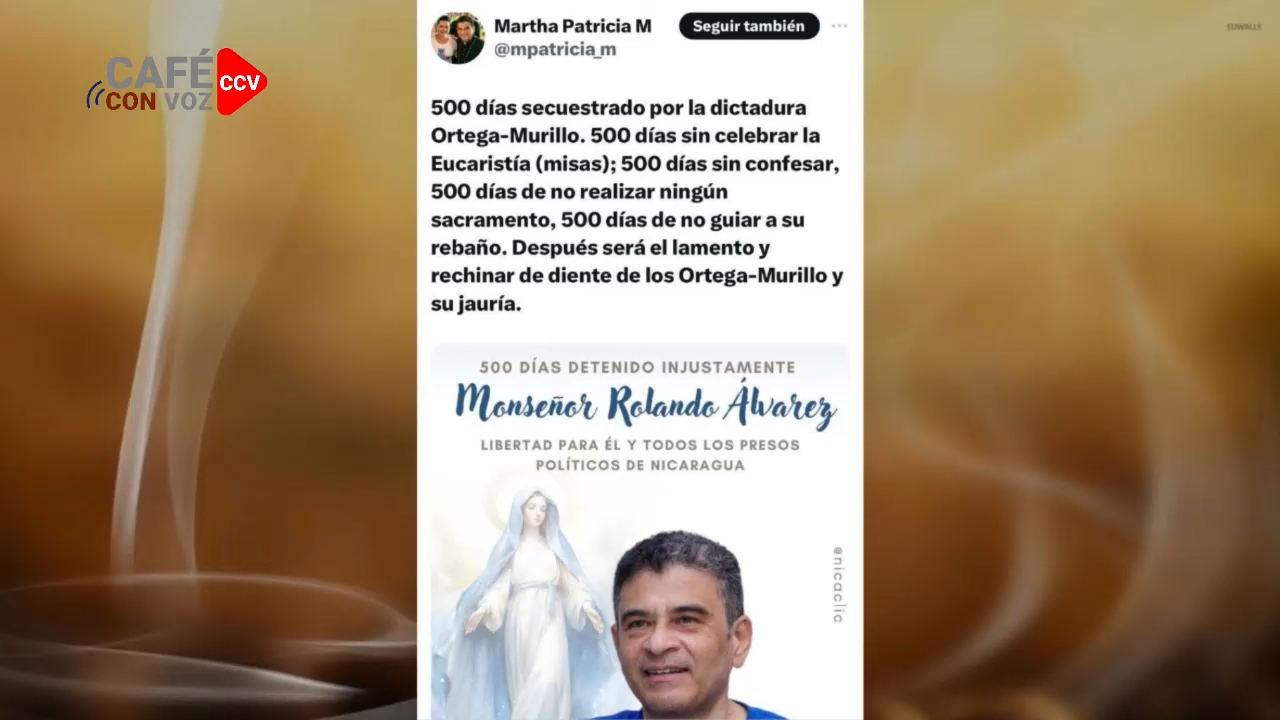 CAFÉ
CON VOZ
CCV
Martha Patricia M
@mpatricia_m
Seguir también
500 días secuestrado por la dictadura
Ortega-Murillo. 500 días sin celebrar la
Eucaristía (misas); 500 días sin confesar,
500 días de no realizar ningún
sacramento, 500 días de no guiar a su
rebaño. Después será el lamento y
rechinar de diente de los Ortega-Murillo y
su jauría.
500 DÍAS DETENIDO INJUSTAMENTE
Monseñor Rolando Álvarez
LIBERTAD PARA ÉL Y TODOS LOS PRESOS
POLÍTICOS DE NICARAGUA
@nicaclic